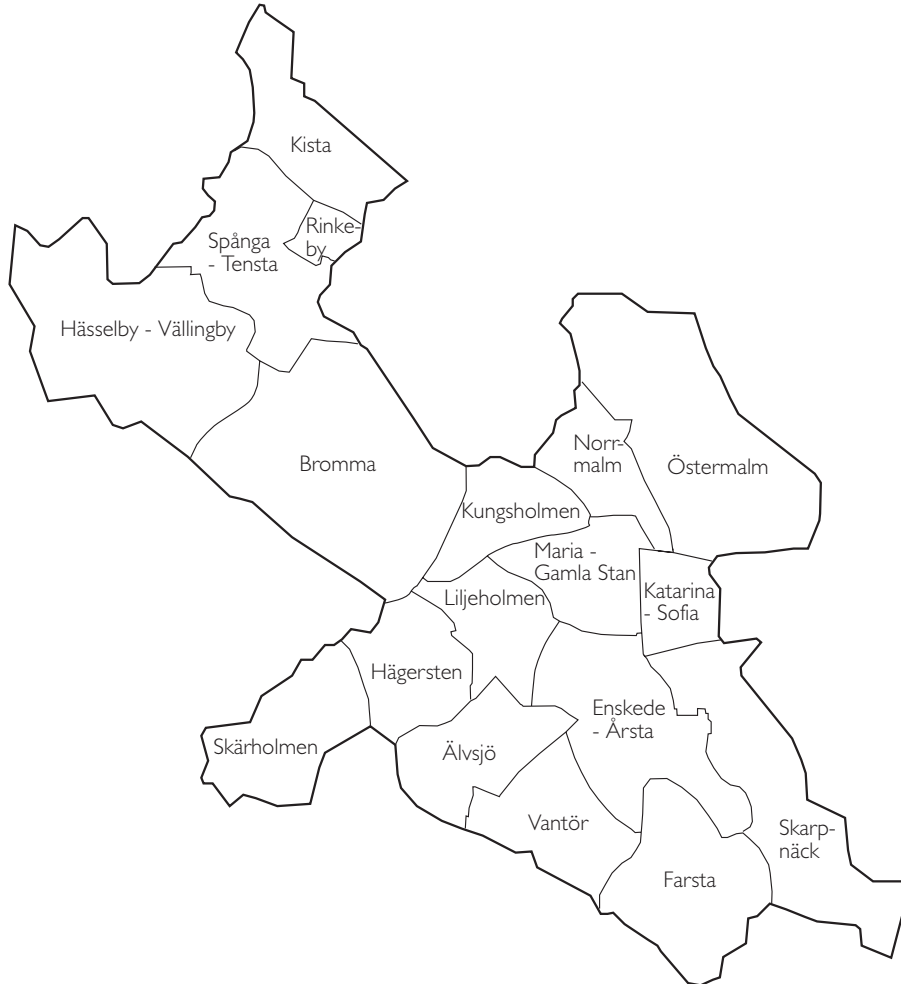 Kista
Rinke-
by
Spånga
- Tensta
Hässelby - Vällingby
Bromma
Norr-
malm
Östermalm
Kungsholmen
Maria -
Gamla Stan
Katarina
- Sofia
Liljeholmen
Hägersten
Enskede
- Årsta
Skärholmen
Älvsjö
Vantör
Skarp-
näck
Farsta